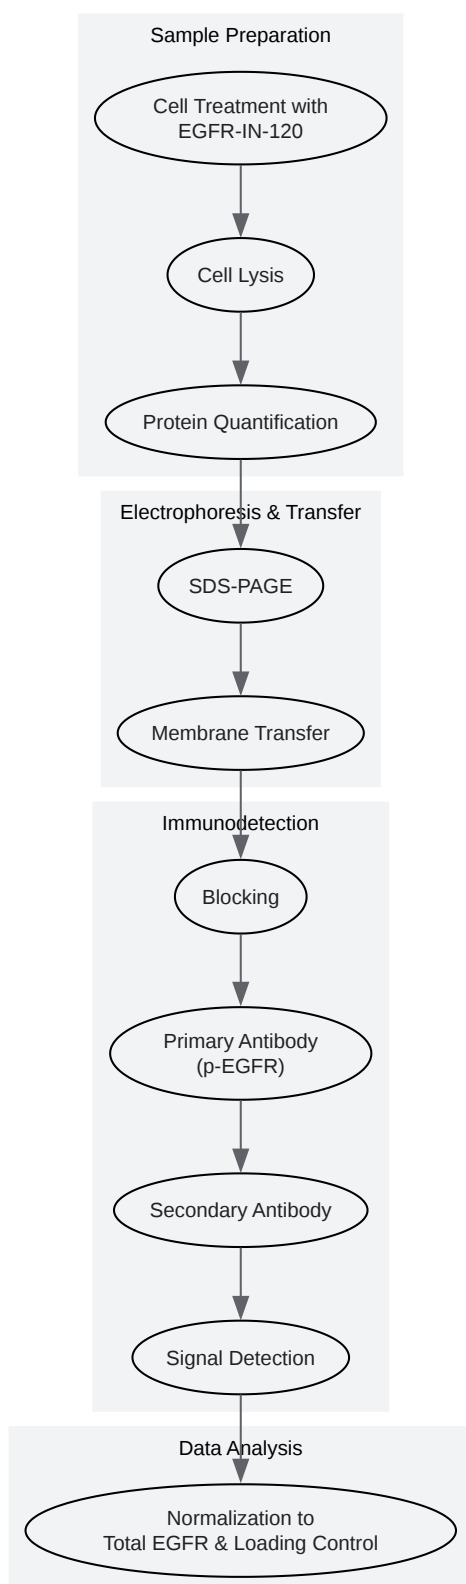 Sample Preparation
Cell Treatment with
EGFR-IN-120
Cell Lysis
Protein Quantification
Electrophoresis & Transfer
SDS-PAGE
Membrane Transfer
Immunodetection
Blocking
Primary Antibody
(p-EGFR)
Secondary Antibody
Signal Detection
Data Analysis
Normalization to
Total EGFR & Loading Control